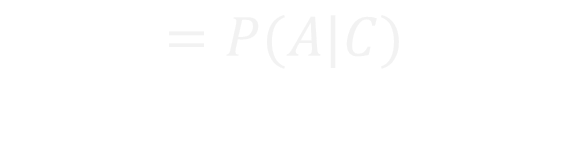 = P(A|C)